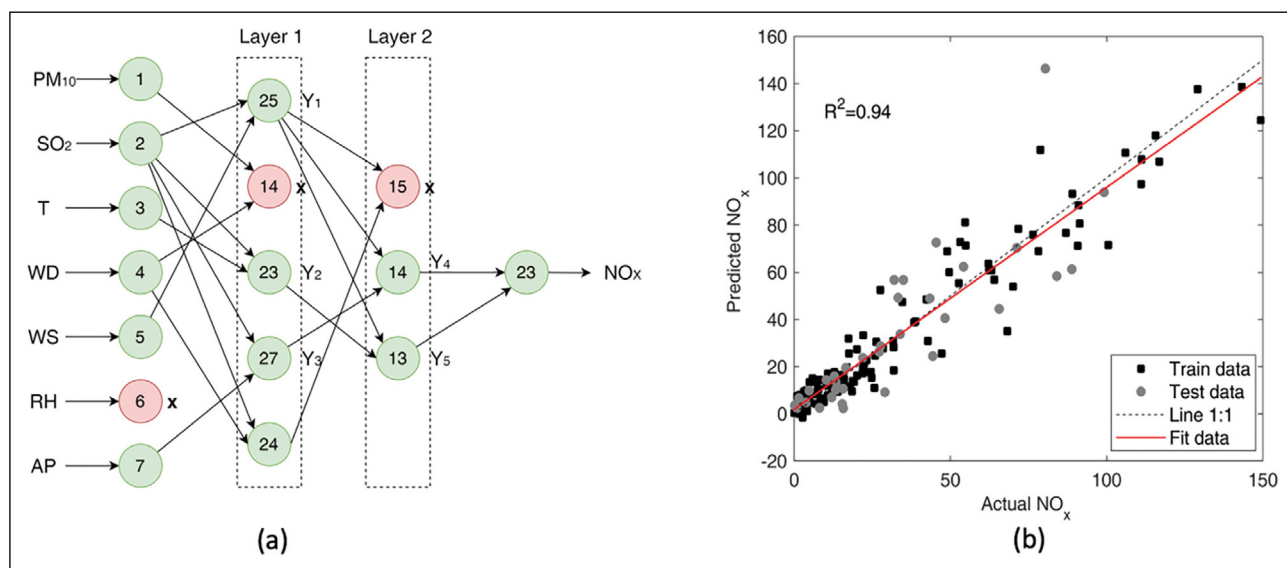 Layer 1 Layer 2
PM10 1
25 Y1
SO2 2
14 x 15 x
T 3
WD 4 23 Y2 14 Y4 23 NOX
WS 5
27 Y3 13 Y5
RH 6 x
24
AP 7
(a)
160
140
120
100
80
60
40
20
0
-20
Predicted NOx
R2=0.94
Train data
Test data
Line 1:1
Fit data
0 50 100 150
Actual NOx
(b)